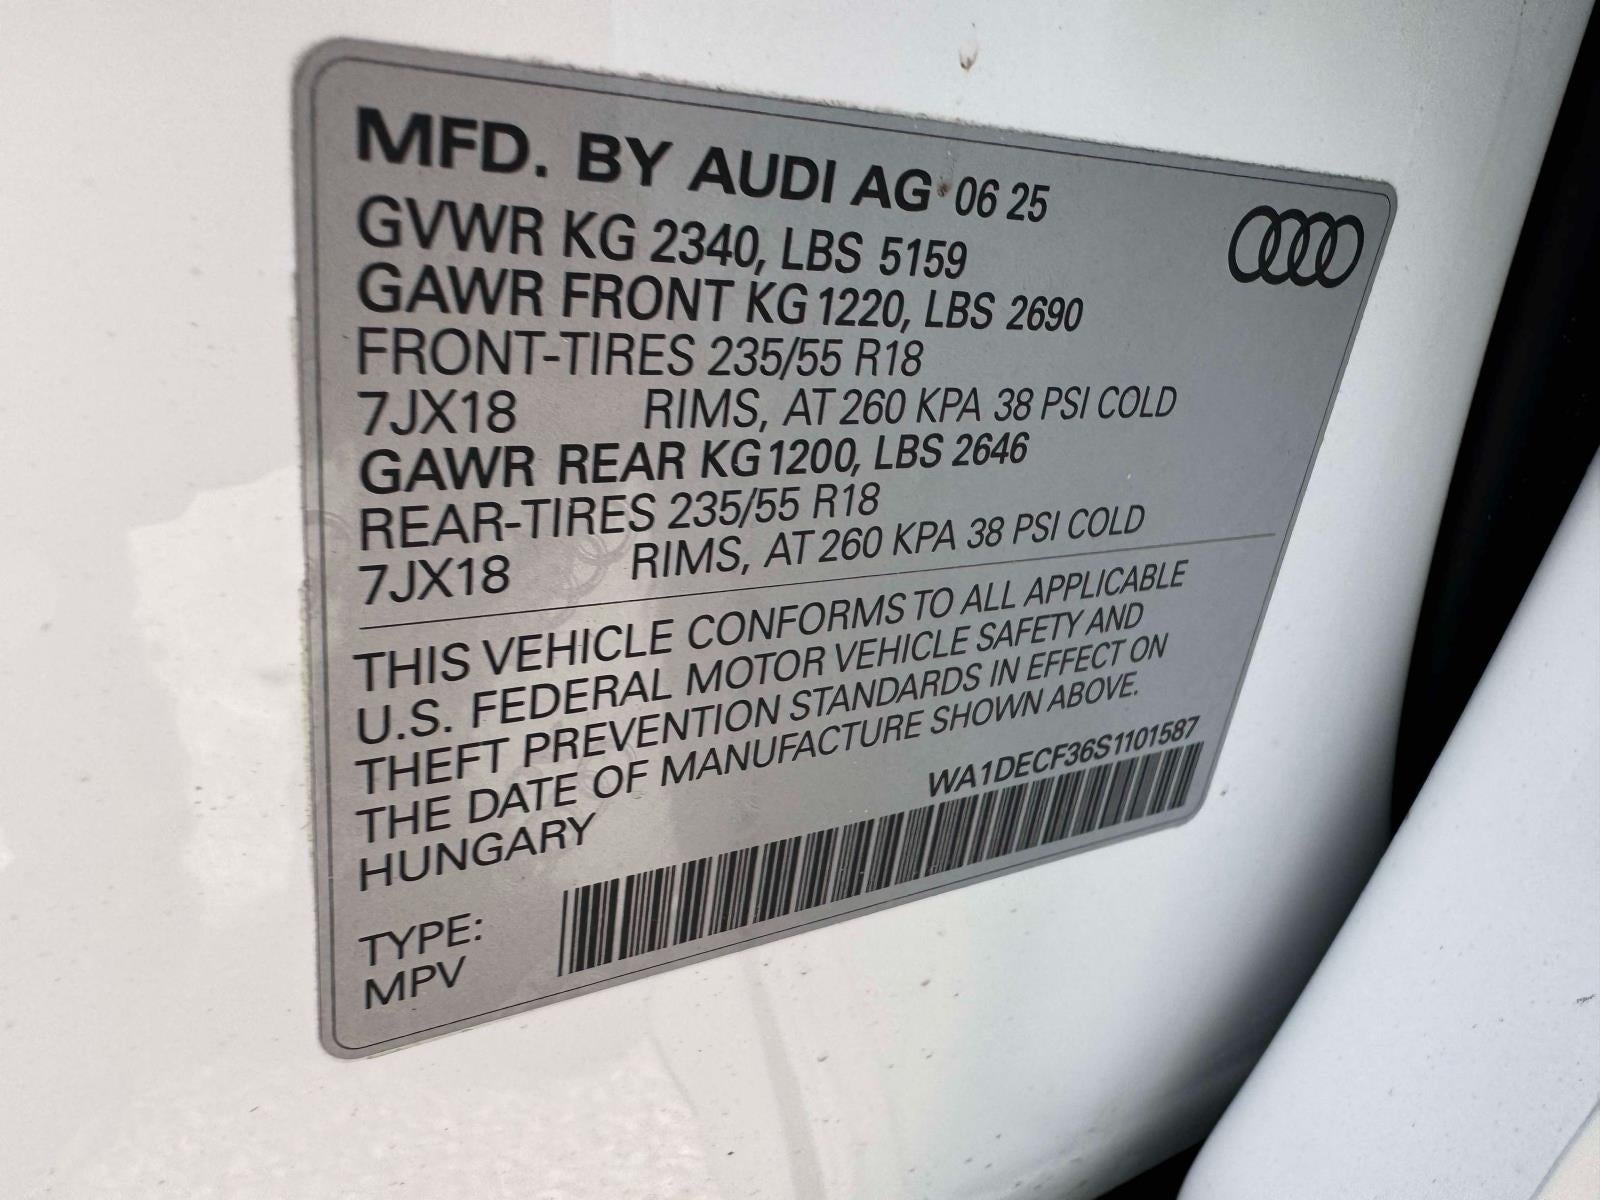 MFD. BY AUDI AG 06 25
GVWR KG 2340, LBS 5159
GAWR FRONT KG 1220, LBS 2690
FRONT-TIRES 235/55 R18
7JX18 RIMS, AT 260 KPA 38 PSI COLD
GAWR REAR KG 1200, LBS 2646
REAR-TIRES 235/55 R18
7JX18 RIMS, AT 260 KPA 38 PSI COLD
THIS VEHICLE CONFORMS TO ALL APPLICABLE
U.S. FEDERAL MOTOR VEHICLE SAFETY AND
THEFT PREVENTION STANDARDS IN EFFECT ON
THE DATE OF MANUFACTURE SHOWN ABOVE.
HUNGARY WA1DECF36S1101587
TYPE:
MPV